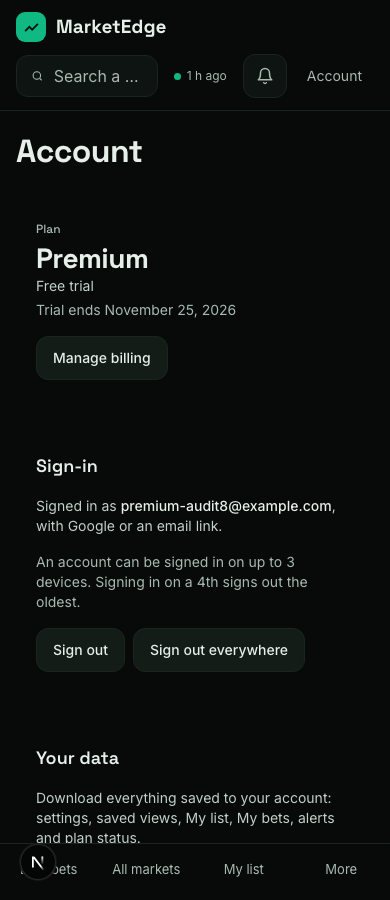 MarketEdge
Search a ...
1 h ago
Account
Account
Plan
Premium
Free trial
Trial ends November 25, 2026
Manage billing
Sign-in
Signed in as premium-audit8@example.com,
with Google or an email link.
An account can be signed in on up to 3
devices. Signing in on a 4th signs out the
oldest.
Sign out
Sign out everywhere
Your data
Download everything saved to your account:
settings, saved views, My list, My bets, alerts
and plan status.
N
All markets
My list
More